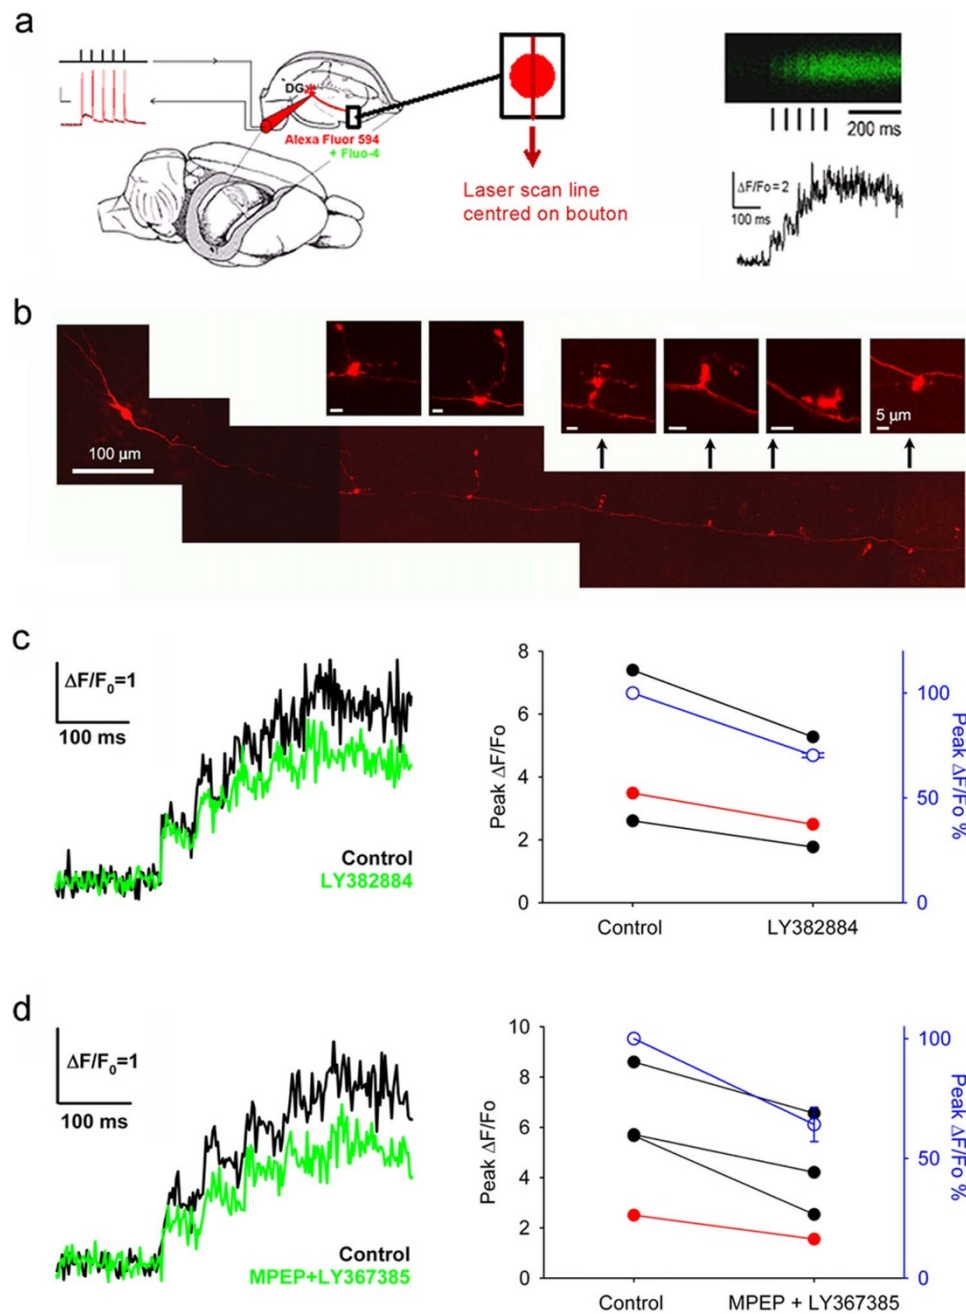 a
DG
Alexa Fluor 594
+ Fluo-4
Laser scan line
centred on bouton
200 ms
ΔF/Fo = 2
100 ms
b
100 µm
5 µm
c
ΔF/F₀=1
100 ms
Control
LY382884
Peak ΔF/Fo
8
6
4
2
0
Control
LY382884
100
50
0
Peak ΔF/Fo %
d
ΔF/F₀=1
100 ms
Control
MPEP+LY367385
Peak ΔF/Fo
10
8
6
4
2
0
Control
MPEP + LY367385
100
50
0
Peak ΔF/Fo %